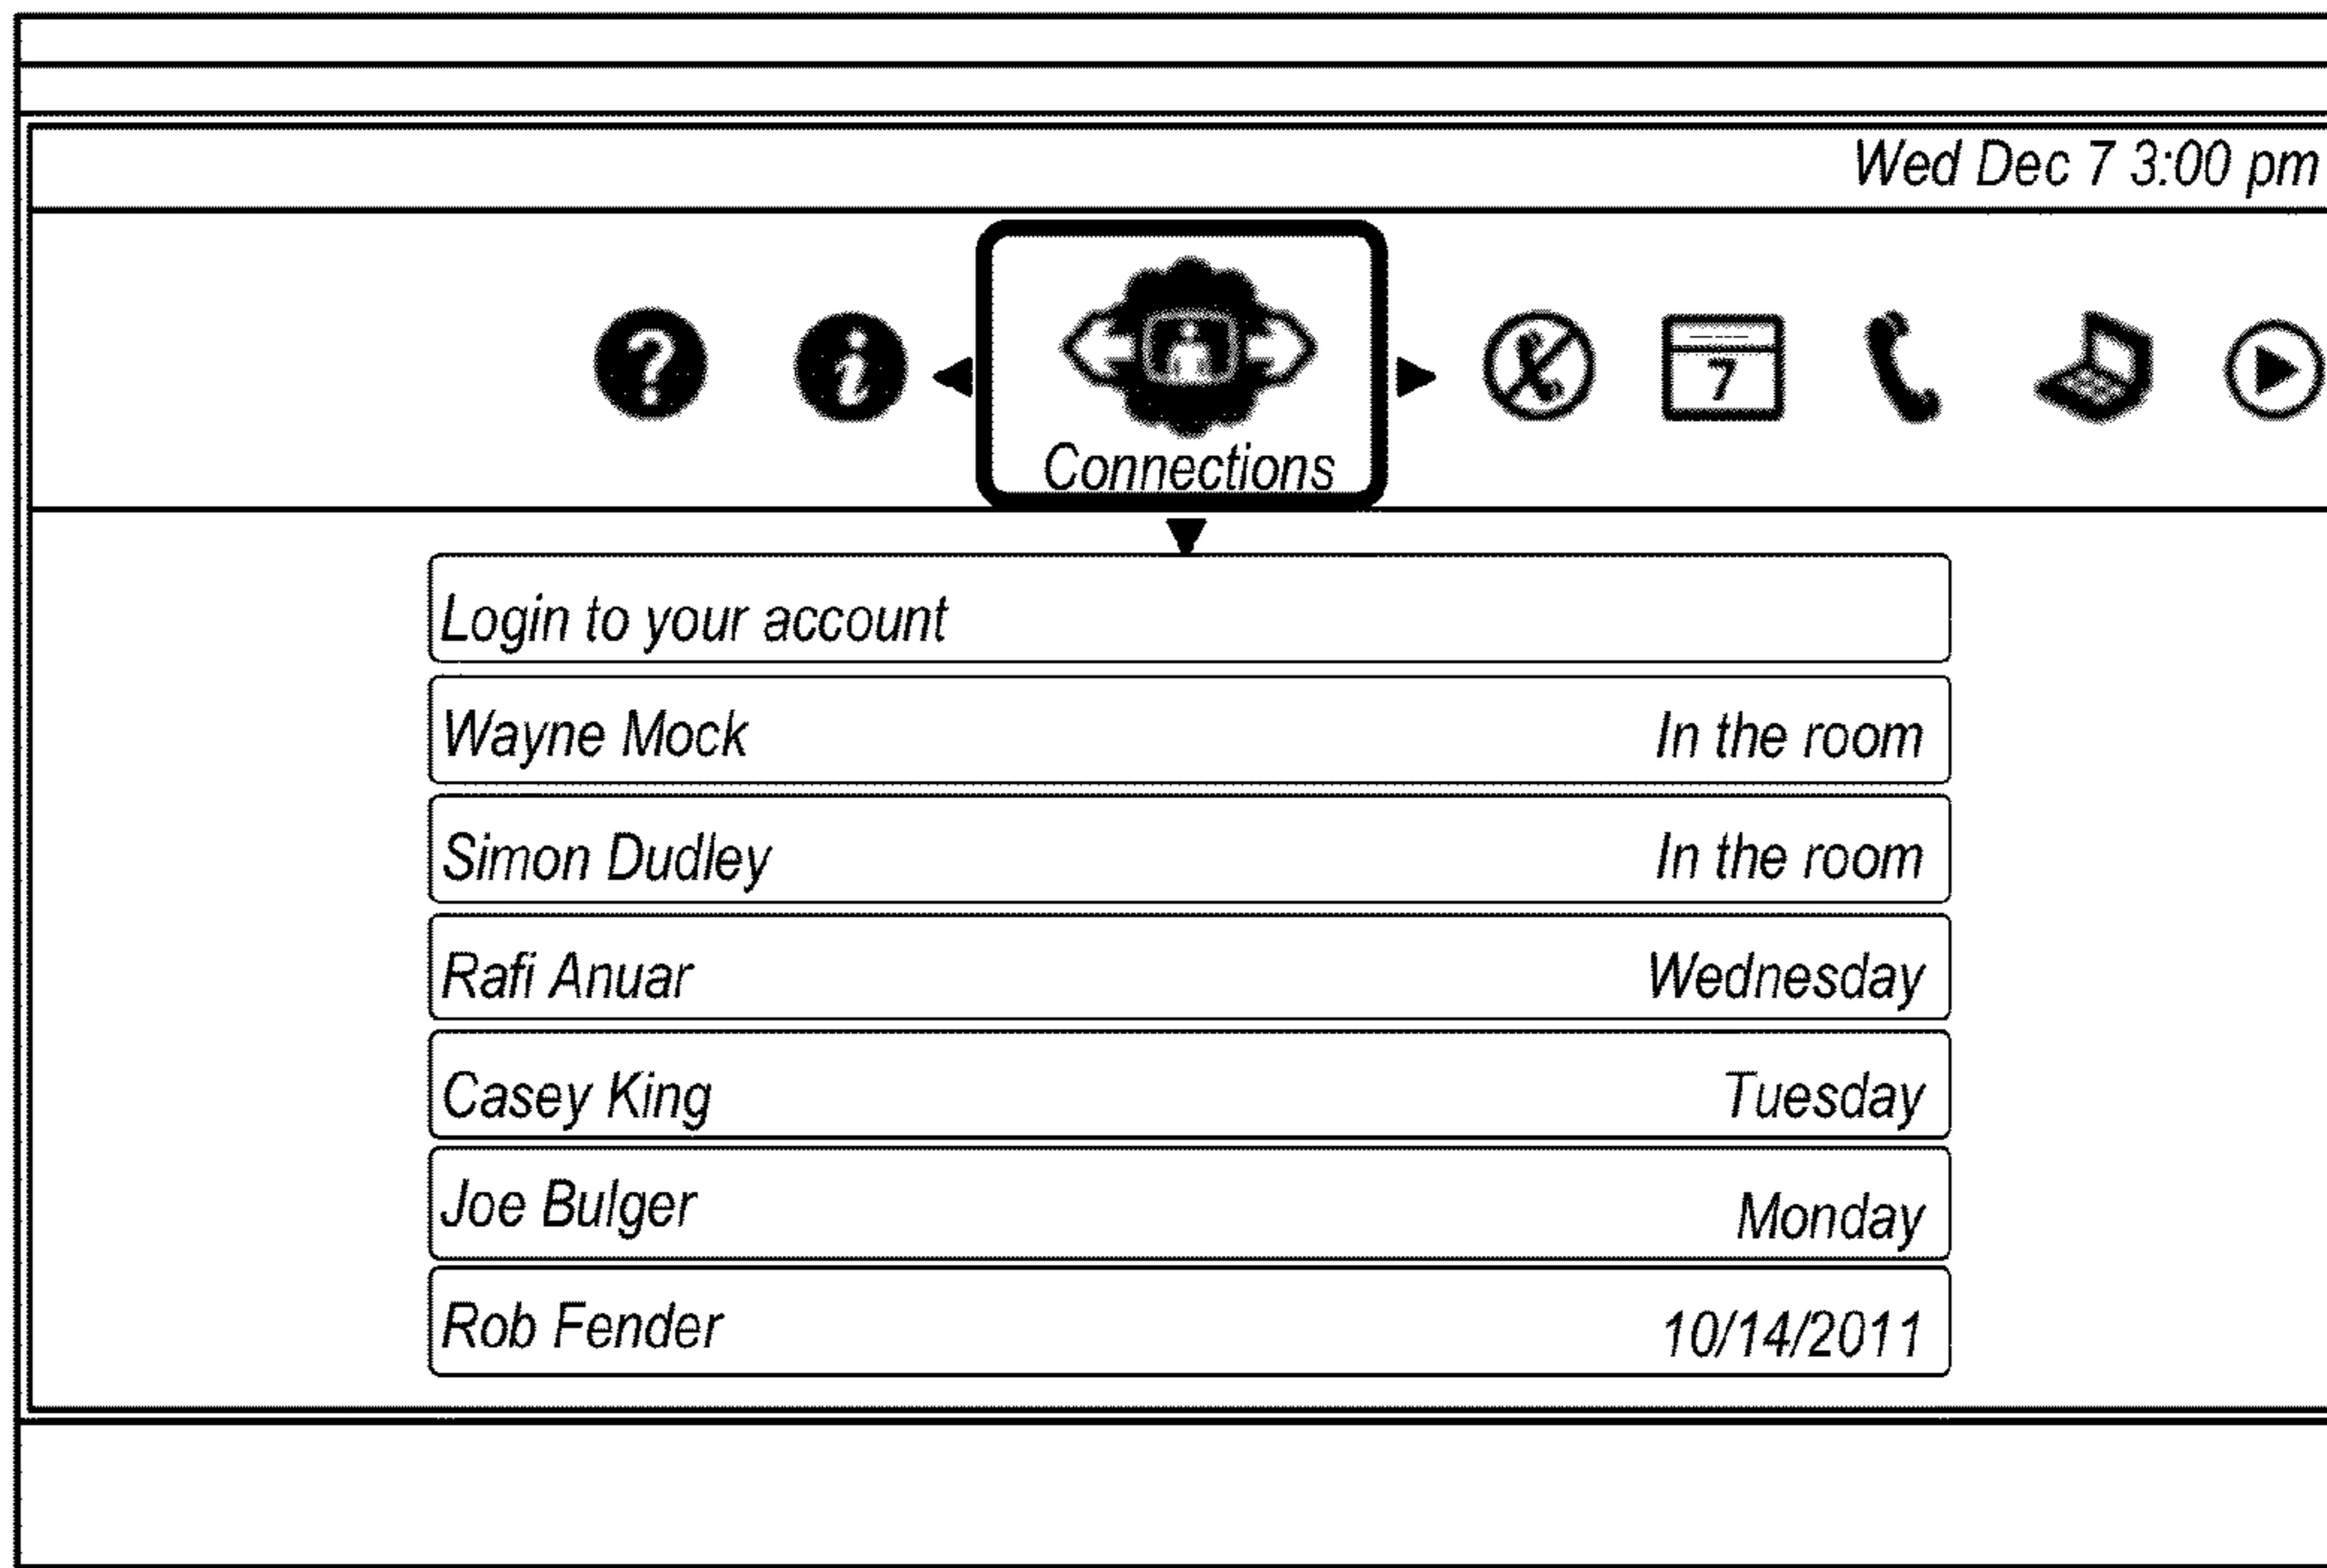 Wed Dec 7 3:00 pm
?
i
7
Connections
Login to your account
Wayne Mock In the room
Simon Dudley In the room
Rafi Anuar Wednesday
Casey King Tuesday
Joe Bulger Monday
Rob Fender 10/14/2011